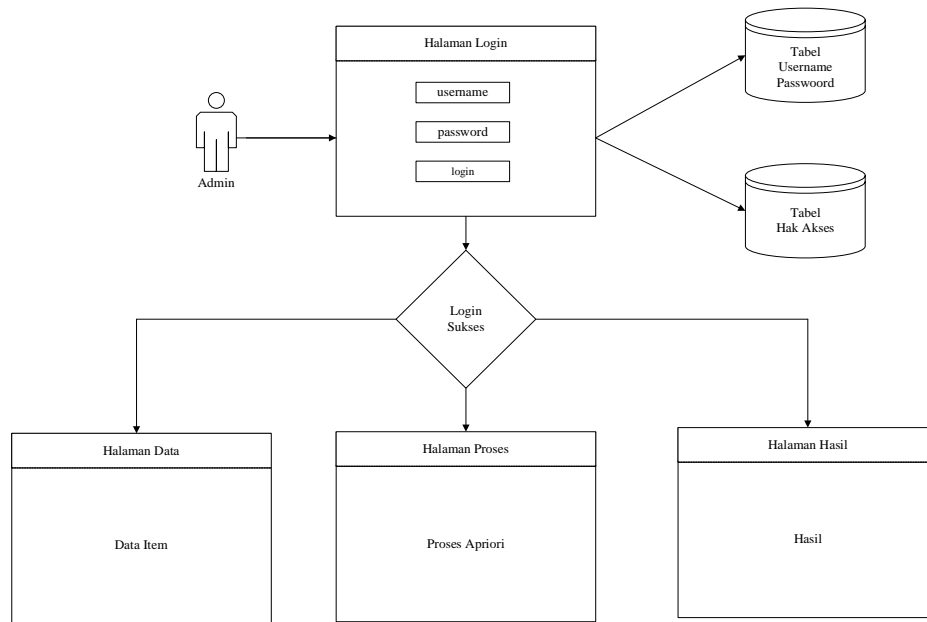 Halaman Login
username
password
login
Admin
Tabel
Username
Passwoord
Tabel
Hak Akses
Login
Sukses
Halaman Data
Data Item
Halaman Proses
Proses Apriori
Halaman Hasil
Hasil